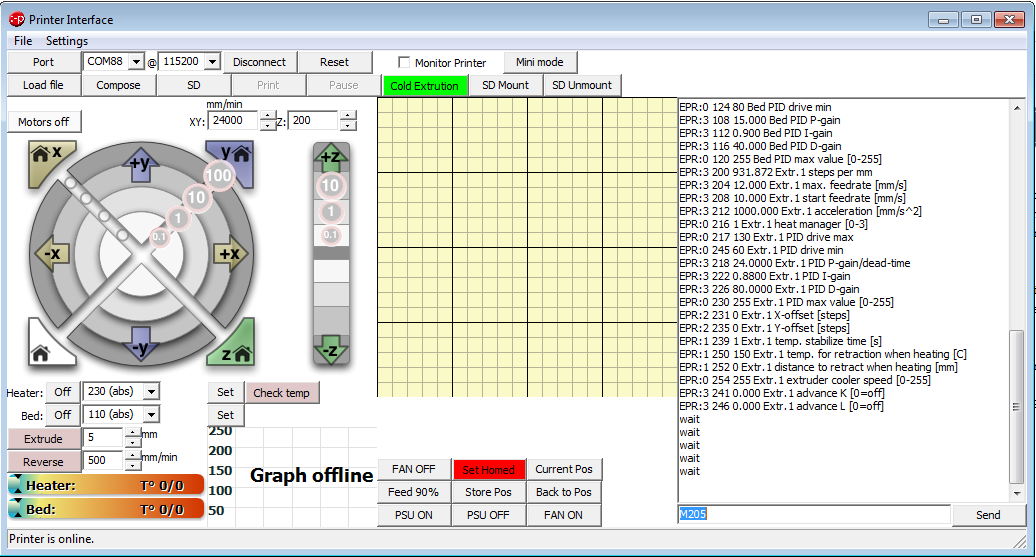 Printer Interface
File Settings
Port COM88 @ 115200 Disconnect Reset Monitor Printer Mini mode
Load file Compose SD Print Pause Cold Extrution SD Mount SD Unmount
mm/min
Motors off XY: 24000 Z: 200
x +y y +z
100 10
10
1 1
0.1 0.1
-x +x
-y z -z
Heater: Off 230 (abs) Set Check temp
Bed: Off 110 (abs) Set
Extrude 5 mm
Reverse 500 mm/min
Heater: T° 0/0
Bed: T° 0/0
250
200
150
100
50
Graph offline
FAN OFF Set Homed Current Pos
Feed 90% Store Pos Back to Pos
PSU ON PSU OFF FAN ON
EPR:0 124 80 Bed PID drive min
EPR:3 108 15.000 Bed PID P-gain
EPR:3 112 0.900 Bed PID I-gain
EPR:3 116 40.000 Bed PID D-gain
EPR:0 120 255 Bed PID max value [0-255]
EPR:3 200 931.872 Extr.1 steps per mm
EPR:3 204 12.000 Extr.1 max. feedrate [mm/s]
EPR:3 208 10.000 Extr.1 start feedrate [mm/s]
EPR:3 212 1000.000 Extr.1 acceleration [mm/s^2]
EPR:0 216 1 Extr.1 heat manager [0-3]
EPR:0 217 130 Extr.1 PID drive max
EPR:0 245 60 Extr.1 PID drive min
EPR:3 218 24.0000 Extr.1 PID P-gain/dead-time
EPR:3 222 0.8800 Extr.1 PID I-gain
EPR:3 226 80.0000 Extr.1 PID D-gain
EPR:0 230 255 Extr.1 PID max value [0-255]
EPR:2 231 0 Extr.1 X-offset [steps]
EPR:2 235 0 Extr.1 Y-offset [steps]
EPR:1 239 1 Extr.1 temp. stabilize time [s]
EPR:1 250 150 Extr.1 temp. for retraction when heating [C]
EPR:1 252 0 Extr.1 distance to retract when heating [mm]
EPR:0 254 255 Extr.1 extruder cooler speed [0-255]
EPR:3 241 0.000 Extr.1 advance K [0=off]
EPR:3 246 0.000 Extr.1 advance L [0=off]
wait
wait
wait
wait
wait
M205 Send
Printer is online.